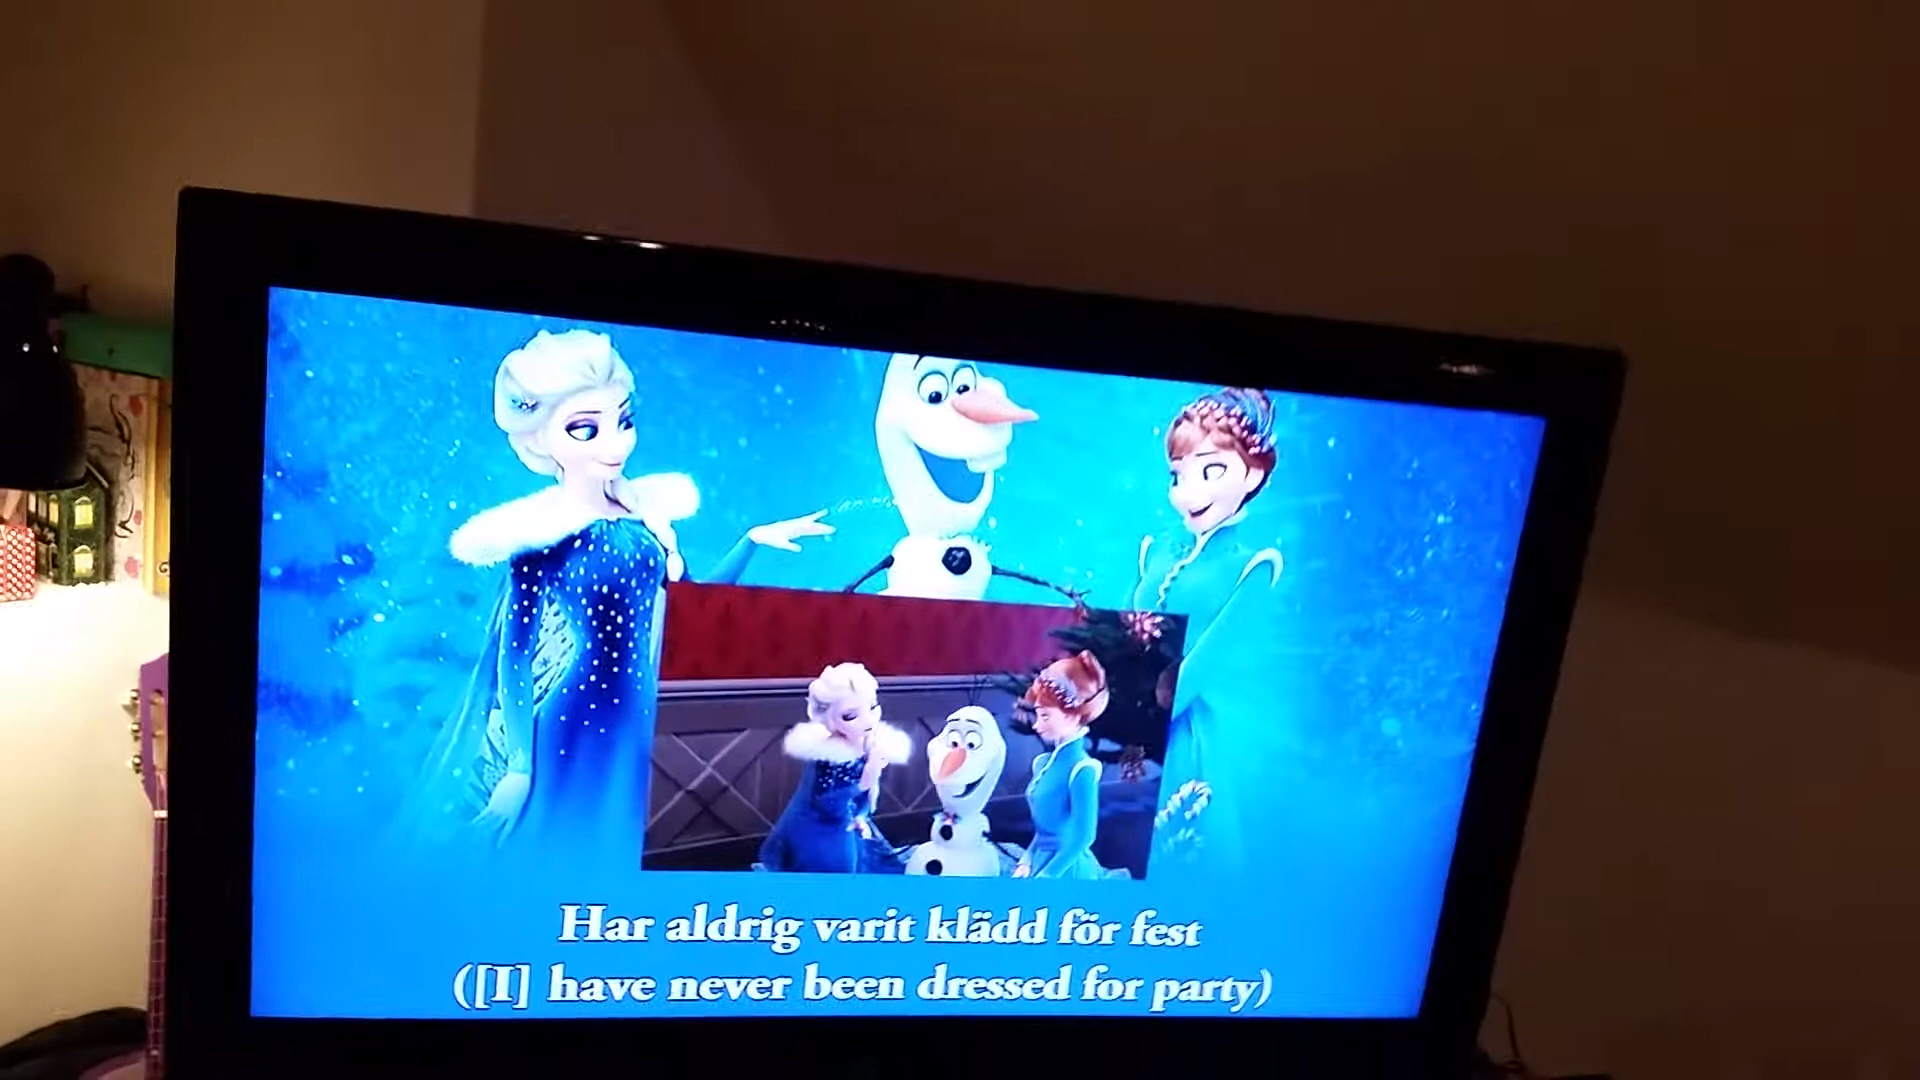 Har aldrig varit klädd för fest
([I] have never been dressed for party)